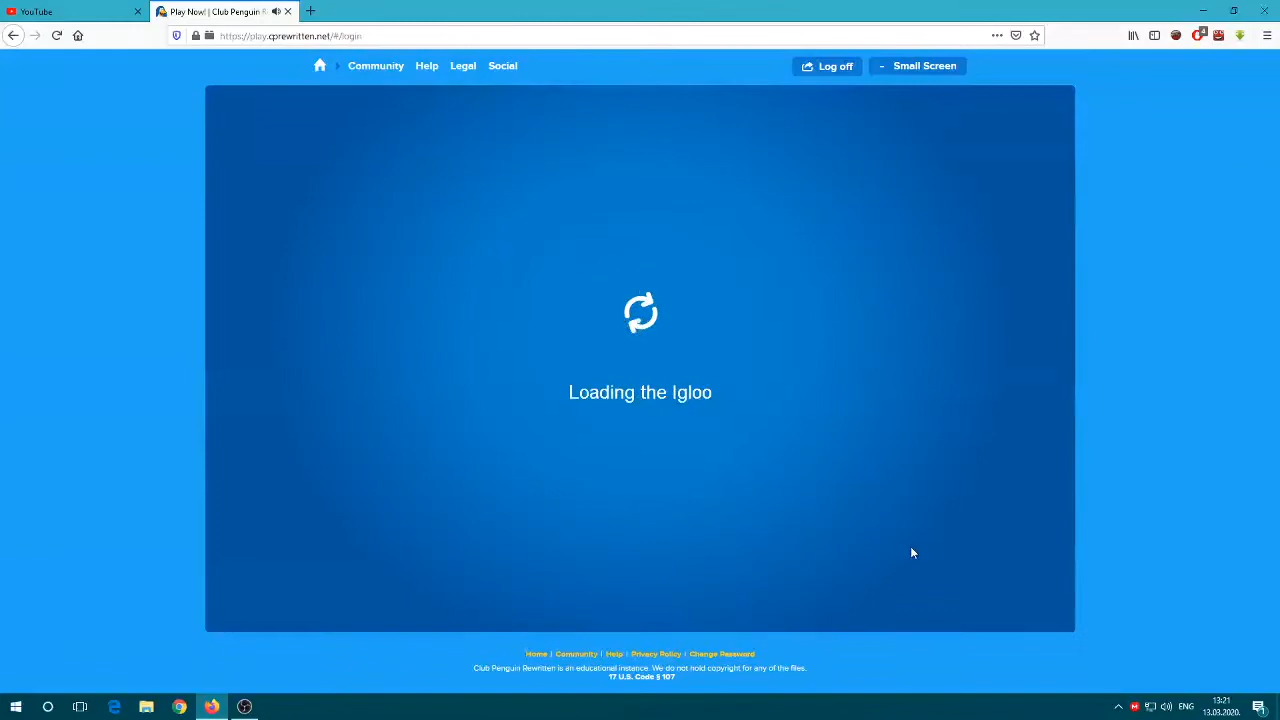 YouTube
Play Now! | Club Penguin R
https://play.cprewritten.net/#/login
4
Community Help Legal Social
Log off
- Small Screen
Loading the Igloo
Home | Community | Help | Privacy Policy | Change Password
Club Penguin Rewritten is an educational instance. We do not hold copyright for any of the files.
17 U.S. Code § 107
ENG
13:21
13.03.2020.
1